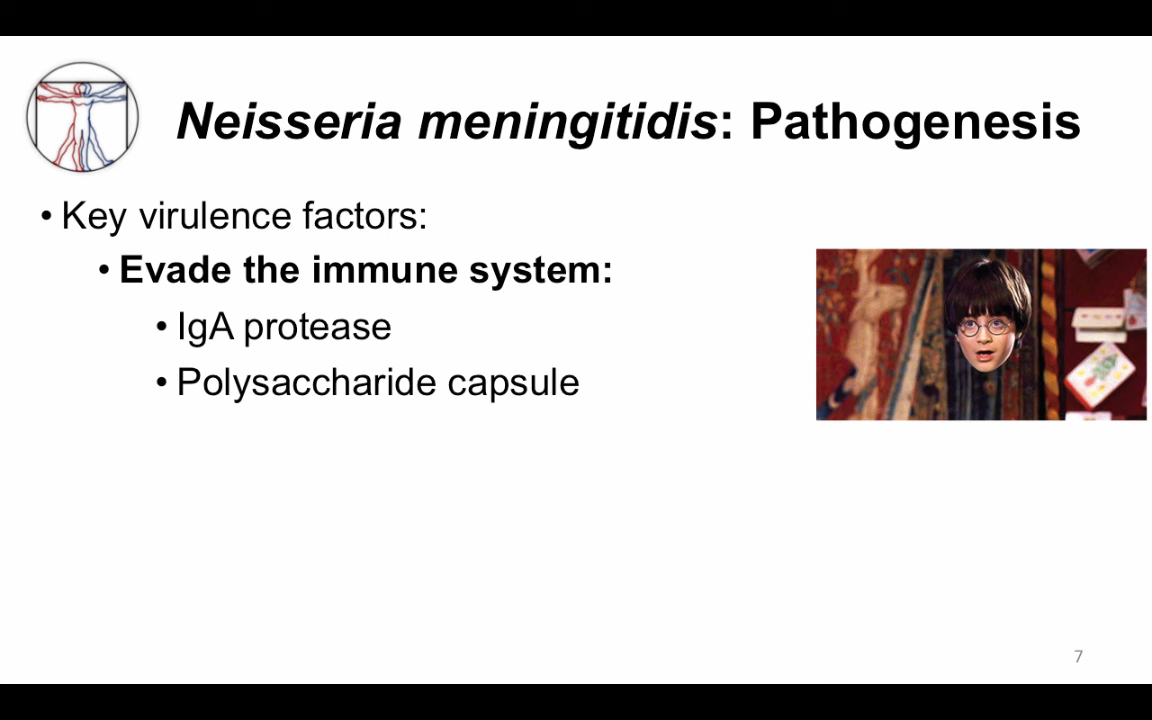 Neisseria meningitidis: Pathogenesis
• Key virulence factors:
• Evade the immune system:
• IgA protease
• Polysaccharide capsule
7